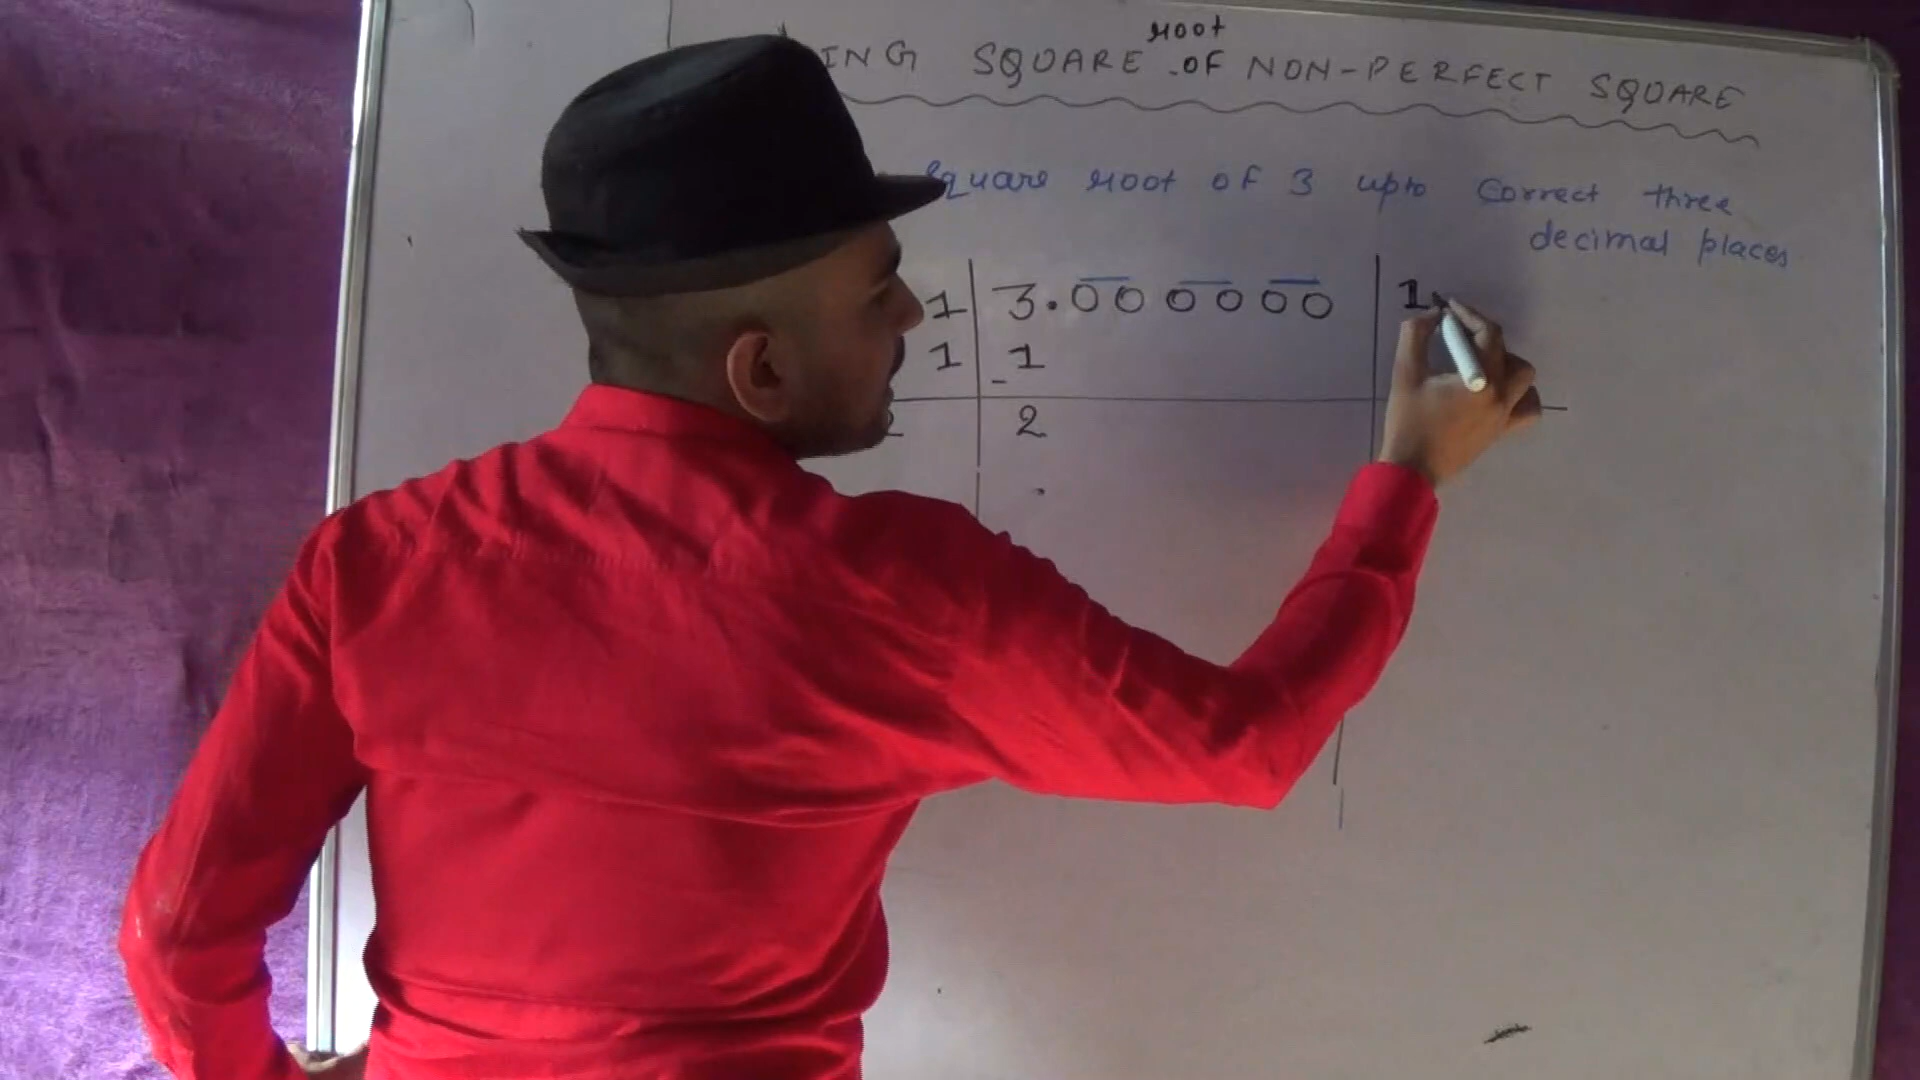 root
ING SQUARE OF NON-PERFECT SQUARE
square root of 3 upto correct three
decimal places
1 3.000000 1
1 - 1
2 2